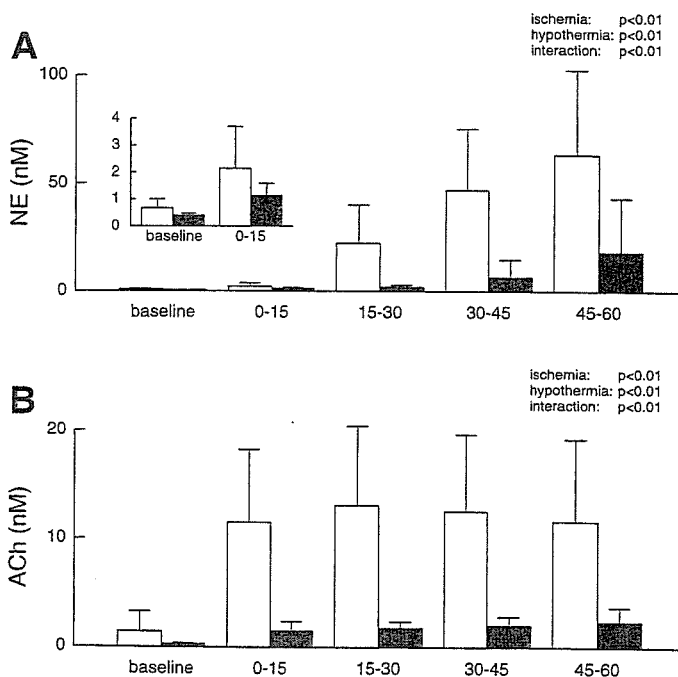 A
ischemia: p<0.01
hypothermia: p<0.01
interaction: p<0.01
NE (nM)
100
50
0
4
3
2
1
0
baseline 0-15
baseline 0-15 15-30 30-45 45-60
B
ischemia: p<0.01
hypothermia: p<0.01
interaction: p<0.01
ACh (nM)
20
10
0
baseline 0-15 15-30 30-45 45-60